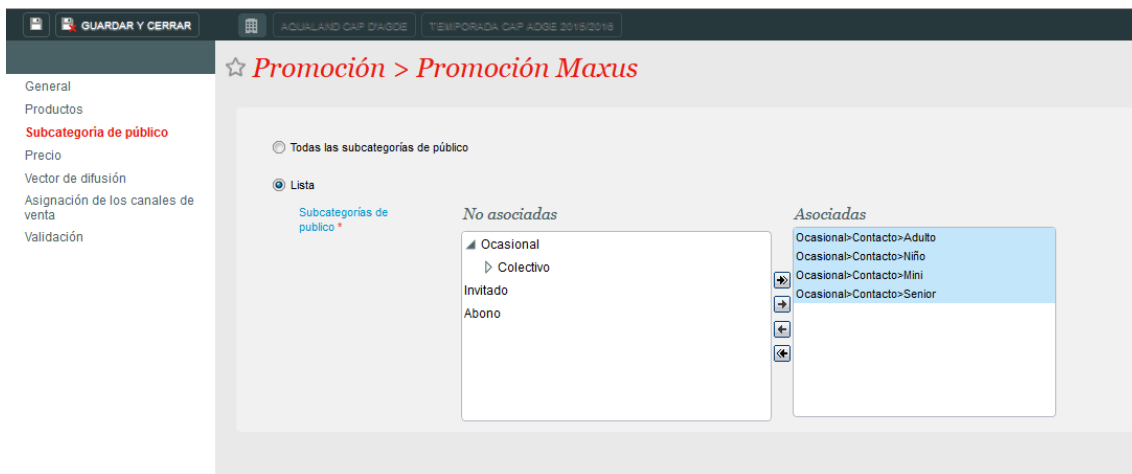 GUARDAR Y CERRAR
AQUALAND CAP D'AGDE
TEMPORADA CAP ADGE 2015/2016
Promoción > Promoción Maxus
General
Productos
Subcategoria de público
Precio
Vector de difusión
Asignación de los canales de
venta
Validación
Todas las subcategorías de público
Lista
Subcategorías de
publico *
No asociadas
Ocasional
Colectivo
Invitado
Abono
Asociadas
Ocasional>Contacto>Adulto
Ocasional>Contacto>Niño
Ocasional>Contacto>Mini
Ocasional>Contacto>Senior